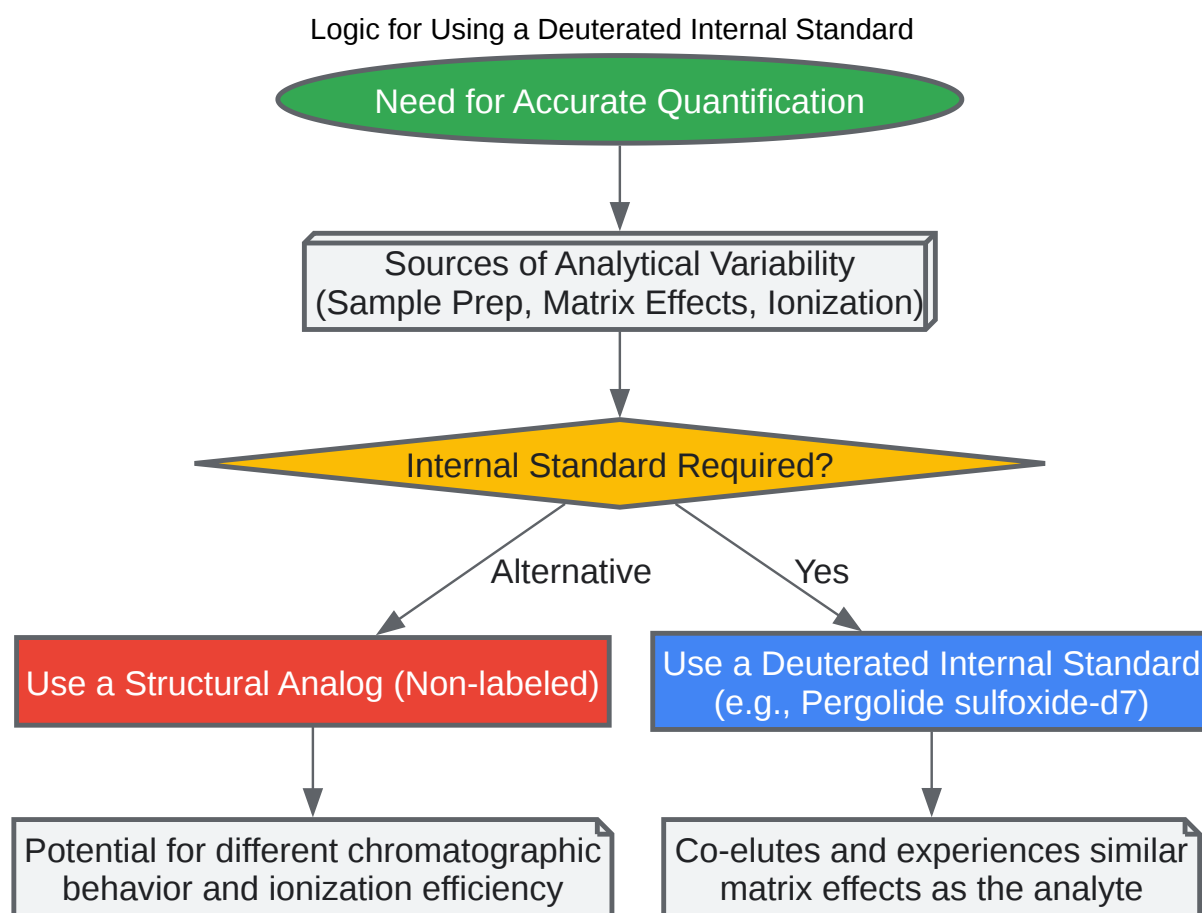 Logic for Using a Deuterated Internal Standard
Need for Accurate Quantification
Sources of Analytical Variability
(Sample Prep, Matrix Effects, Ionization)
Internal Standard Required?
Alternative
Yes
Use a Structural Analog (Non-labeled)
Use a Deuterated Internal Standard
(e.g., Pergolide sulfoxide-d7)
Potential for different chromatographic
behavior and ionization efficiency
Co-elutes and experiences similar
matrix effects as the analyte